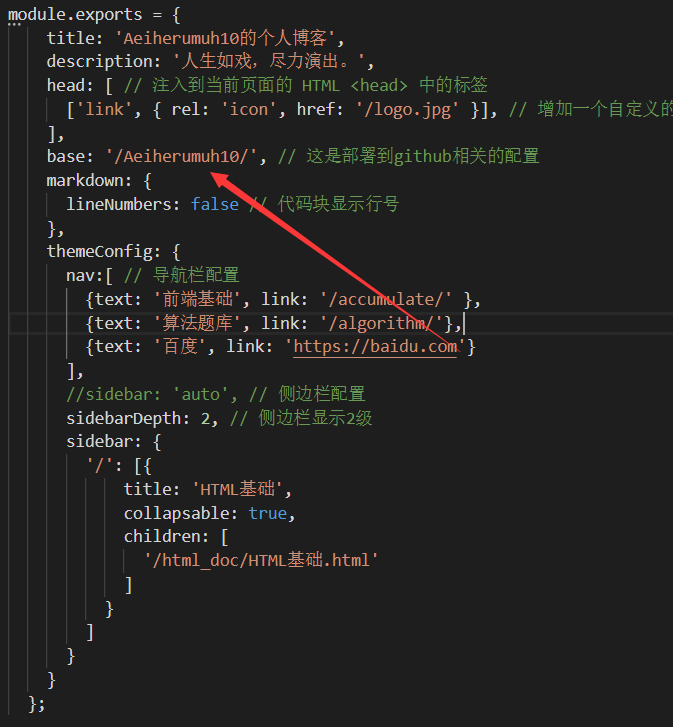 module.exports = {
title: 'Aeiherumuh10的个人博客',
description: '人生如戏，尽力演出。',
head: [ // 注入到当前页面的 HTML <head> 中的标签
['link', { rel: 'icon', href: '/logo.jpg' }], // 增加一个自定义的
],
base: '/Aeiherumuh10/', // 这是部署到github相关的配置
markdown: {
lineNumbers: false // 代码块显示行号
},
themeConfig: {
nav:[ // 导航栏配置
{text: '前端基础', link: '/accumulate/' },
{text: '算法题库', link: '/algorithm/'},
{text: '百度', link: 'https://baidu.com'}
],
//sidebar: 'auto', // 侧边栏配置
sidebarDepth: 2, // 侧边栏显示2级
sidebar: {
'/': [{
title: 'HTML基础',
collapsable: true,
children: [
'/html_doc/HTML基础.html'
]
}
]
}
}
};